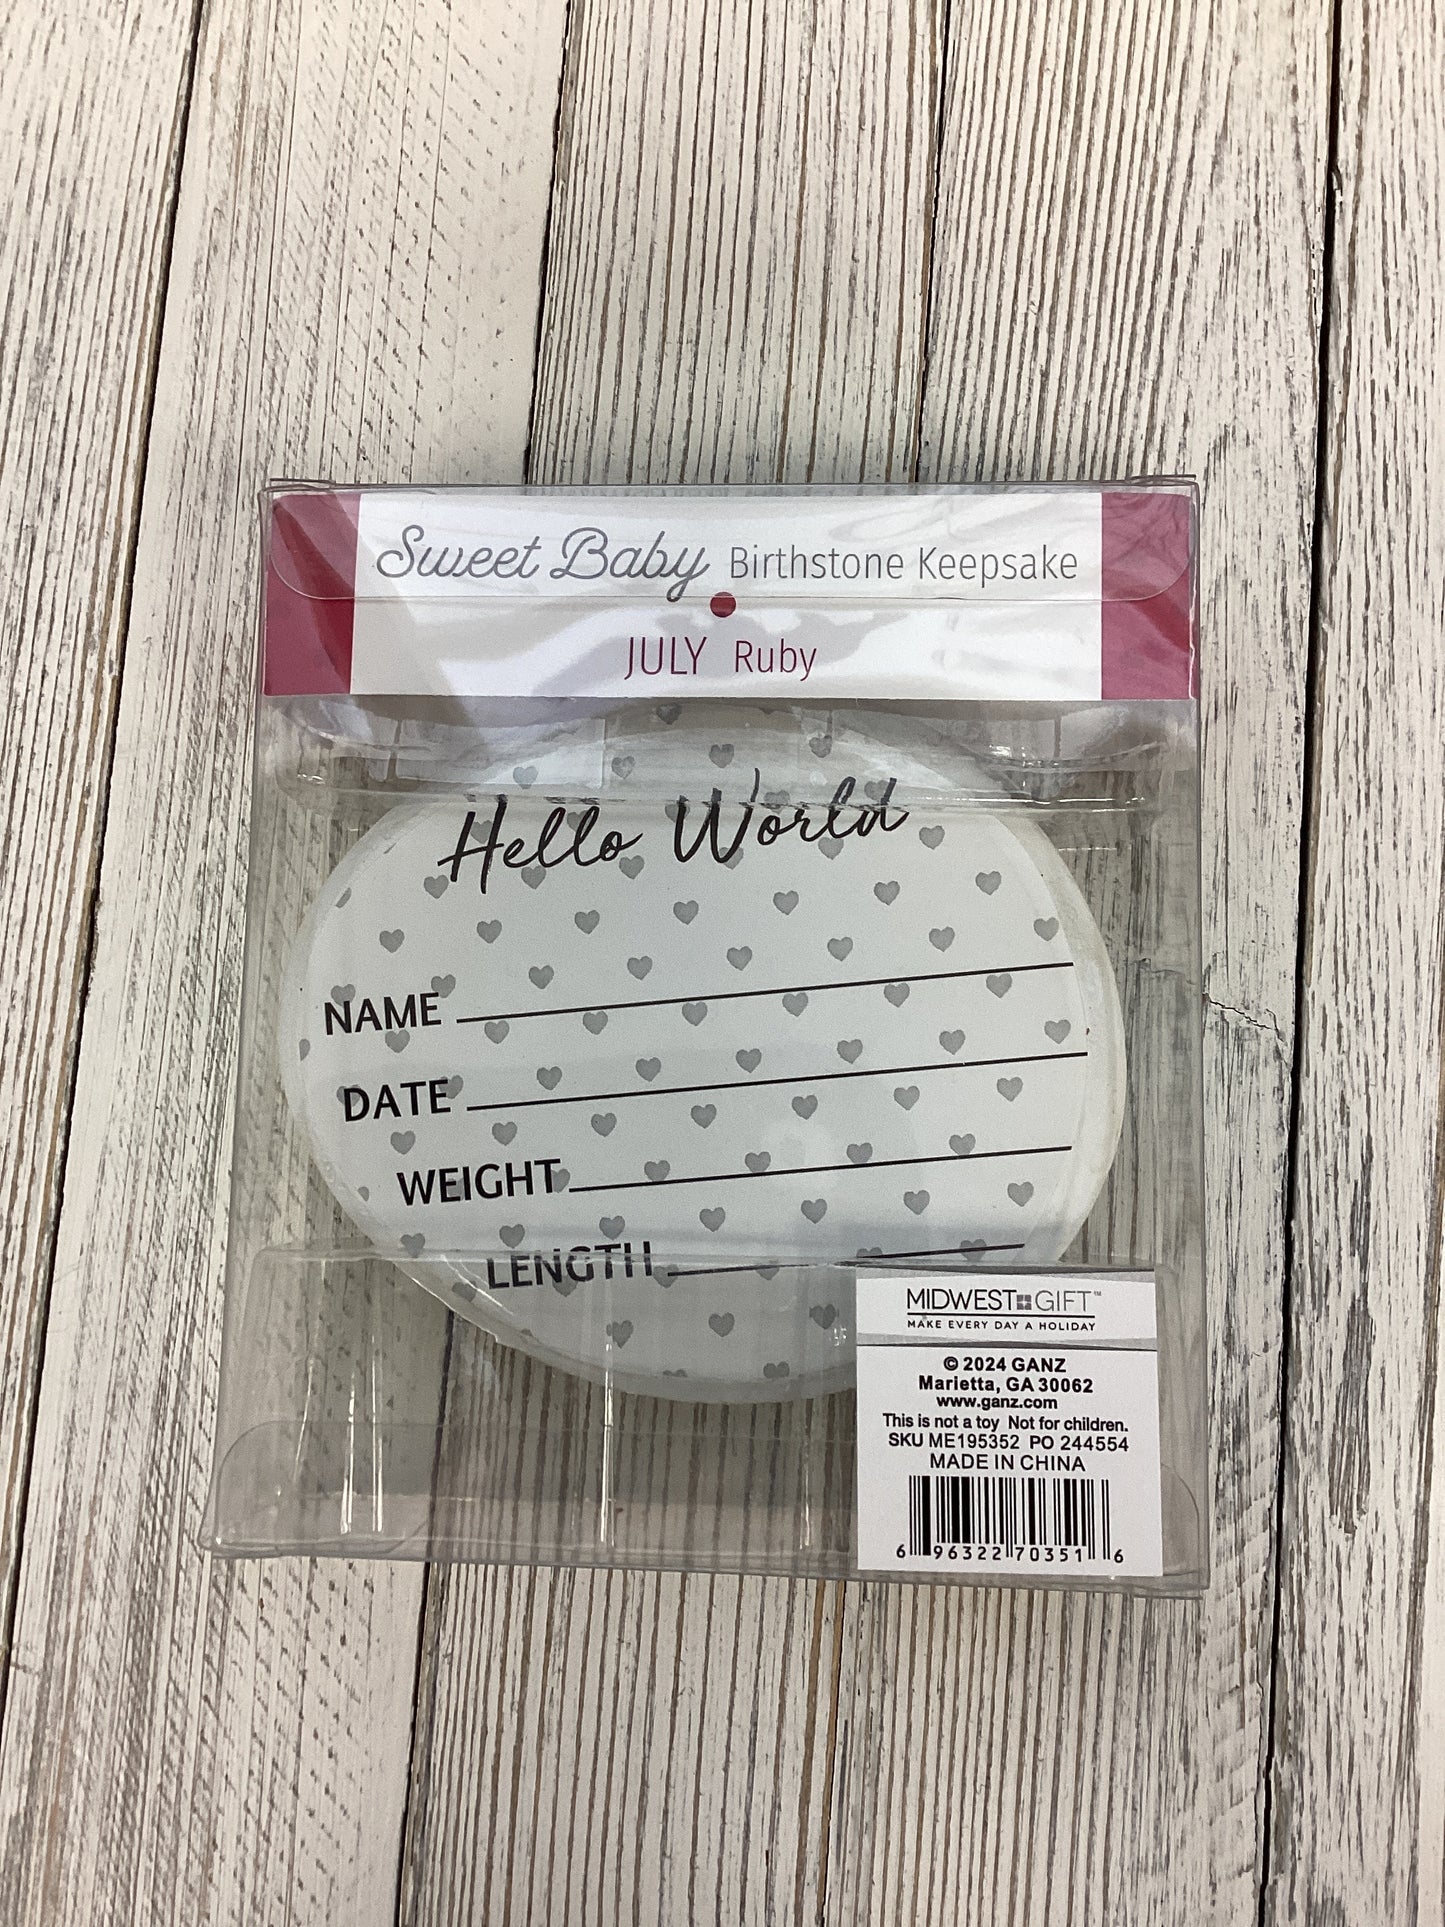 Sweet Baby Birthstone Keepsake
JULY Ruby
Hello World
NAME
DATE
WEIGHT
LENGTH
MIDWEST GIFT™
MAKE EVERY DAY A HOLIDAY
© 2024 GANZ
Marietta, GA 30062
www.ganz.com
This is not a toy Not for children.
SKU ME195352 PO 244554
MADE IN CHINA
6 96322 70351 6